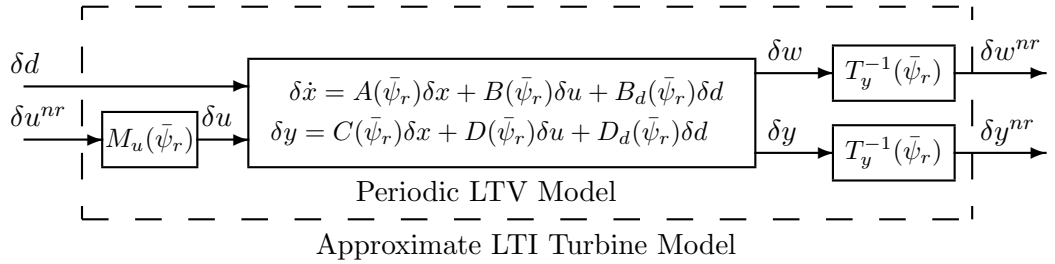 δd
δu^{nr}
M_u(ψ̄_r)
δu
δẋ = A(ψ̄_r)δx + B(ψ̄_r)δu + B_d(ψ̄_r)δd
δy = C(ψ̄_r)δx + D(ψ̄_r)δu + D_d(ψ̄_r)δd
δw
T_y^{-1}(ψ̄_r)
δw^{nr}
δy
T_y^{-1}(ψ̄_r)
δy^{nr}
Periodic LTV Model
Approximate LTI Turbine Model